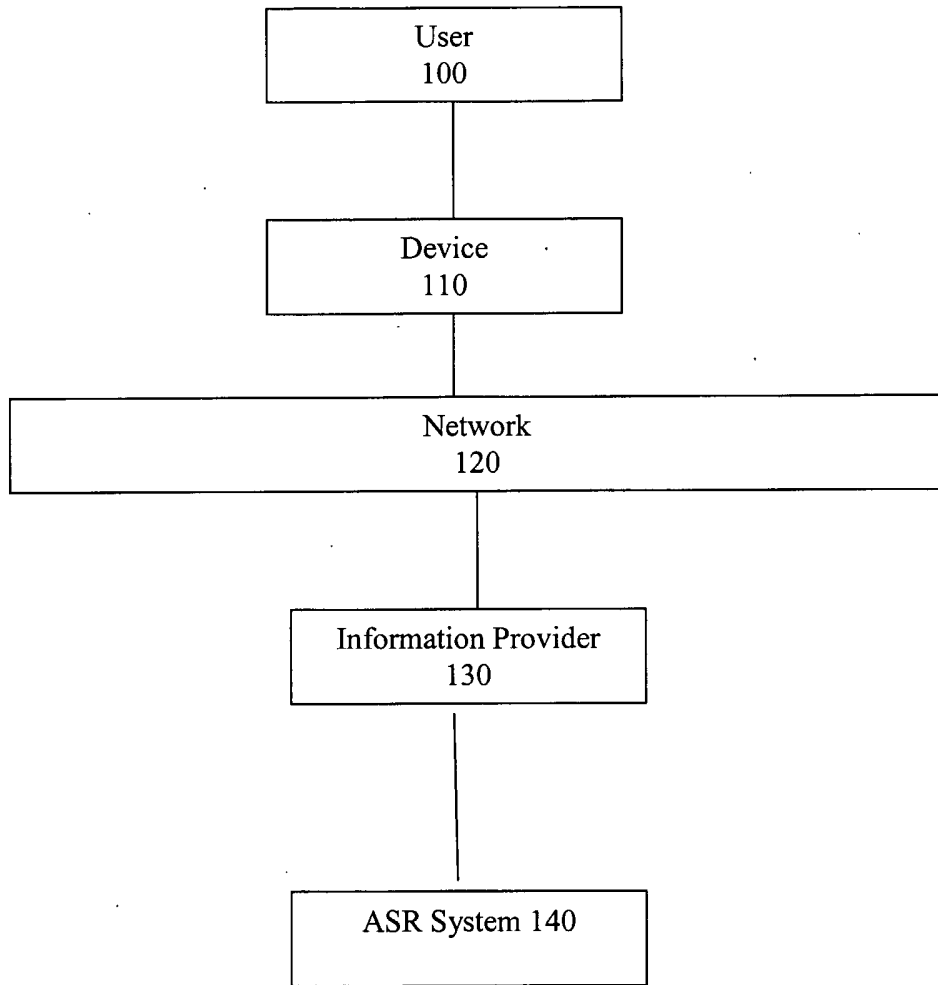 User
100
Device
110
Network
120
Information Provider
130
ASR System 140